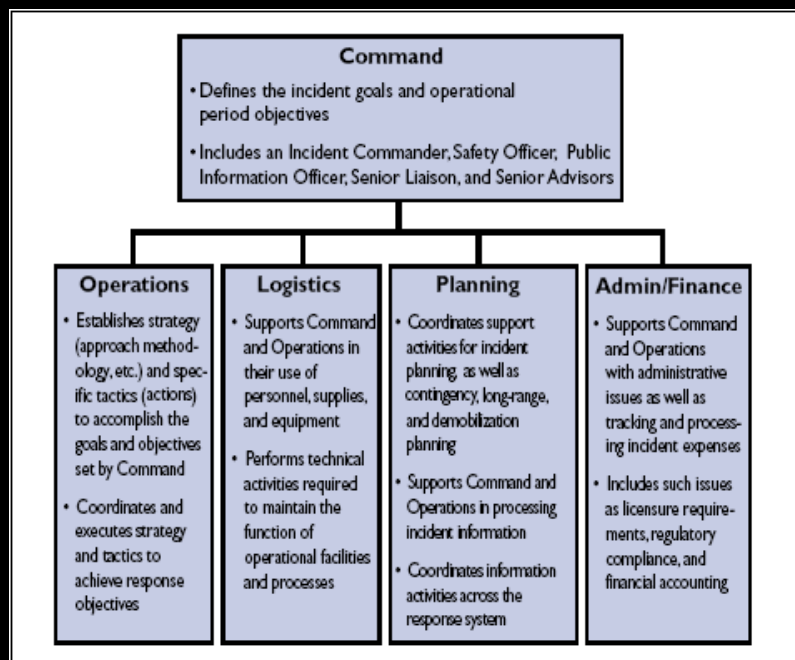 Command
• Defines the incident goals and operational
period objectives
• Includes an Incident Commander, Safety Officer, Public
Information Officer, Senior Liaison, and Senior Advisors
Operations
• Establishes strategy
(approach method-
ology, etc.) and spec-
ific tactics (actions)
to accomplish the
goals and objectives
set by Command
• Coordinates and
executes strategy
and tactics to
achieve response
objectives
Logistics
• Supports Command
and Operations in
their use of
personnel, supplies,
and equipment
• Performs technical
activities required
to maintain the
function of
operational facilities
and processes
Planning
• Coordinates support
activities for incident
planning, as well as
contingency, long-range,
and demobilization
planning
• Supports Command and
Operations in processing
incident information
• Coordinates information
activities across the
response system
Admin/Finance
• Supports Command
and Operations
with administrative
issues as well as
tracking and process-
ing incident expenses
• Includes such issues
as licensure require-
ments, regulatory
compliance, and
financial accounting